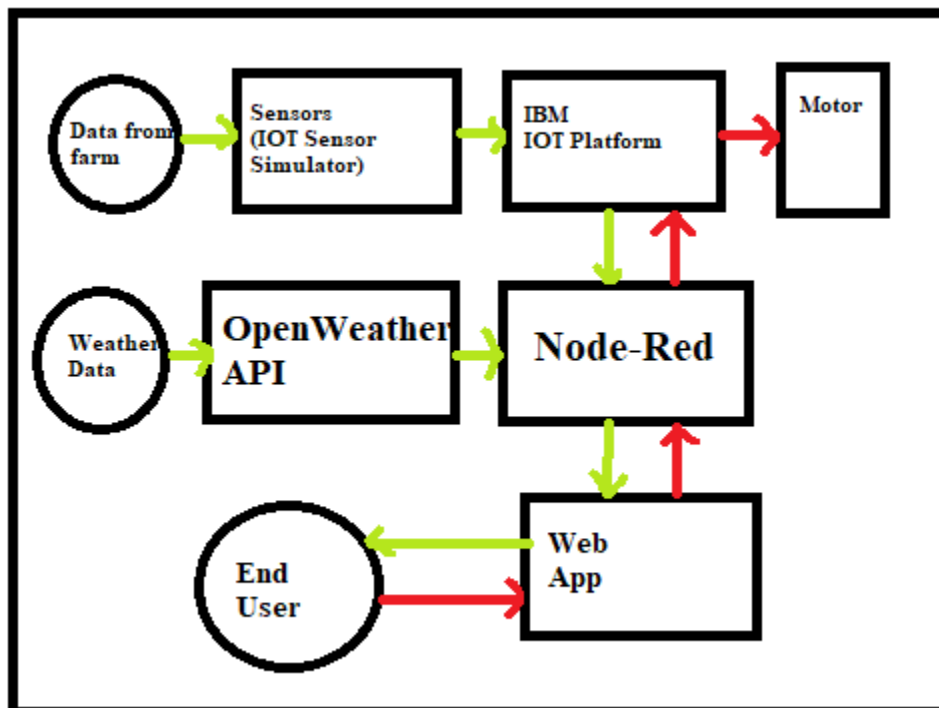 Data from
farm
Sensors
(IOT Sensor
Simulator)
IBM
IOT Platform
Motor
Weather
Data
OpenWeather
API
Node-Red
End
User
Web
App